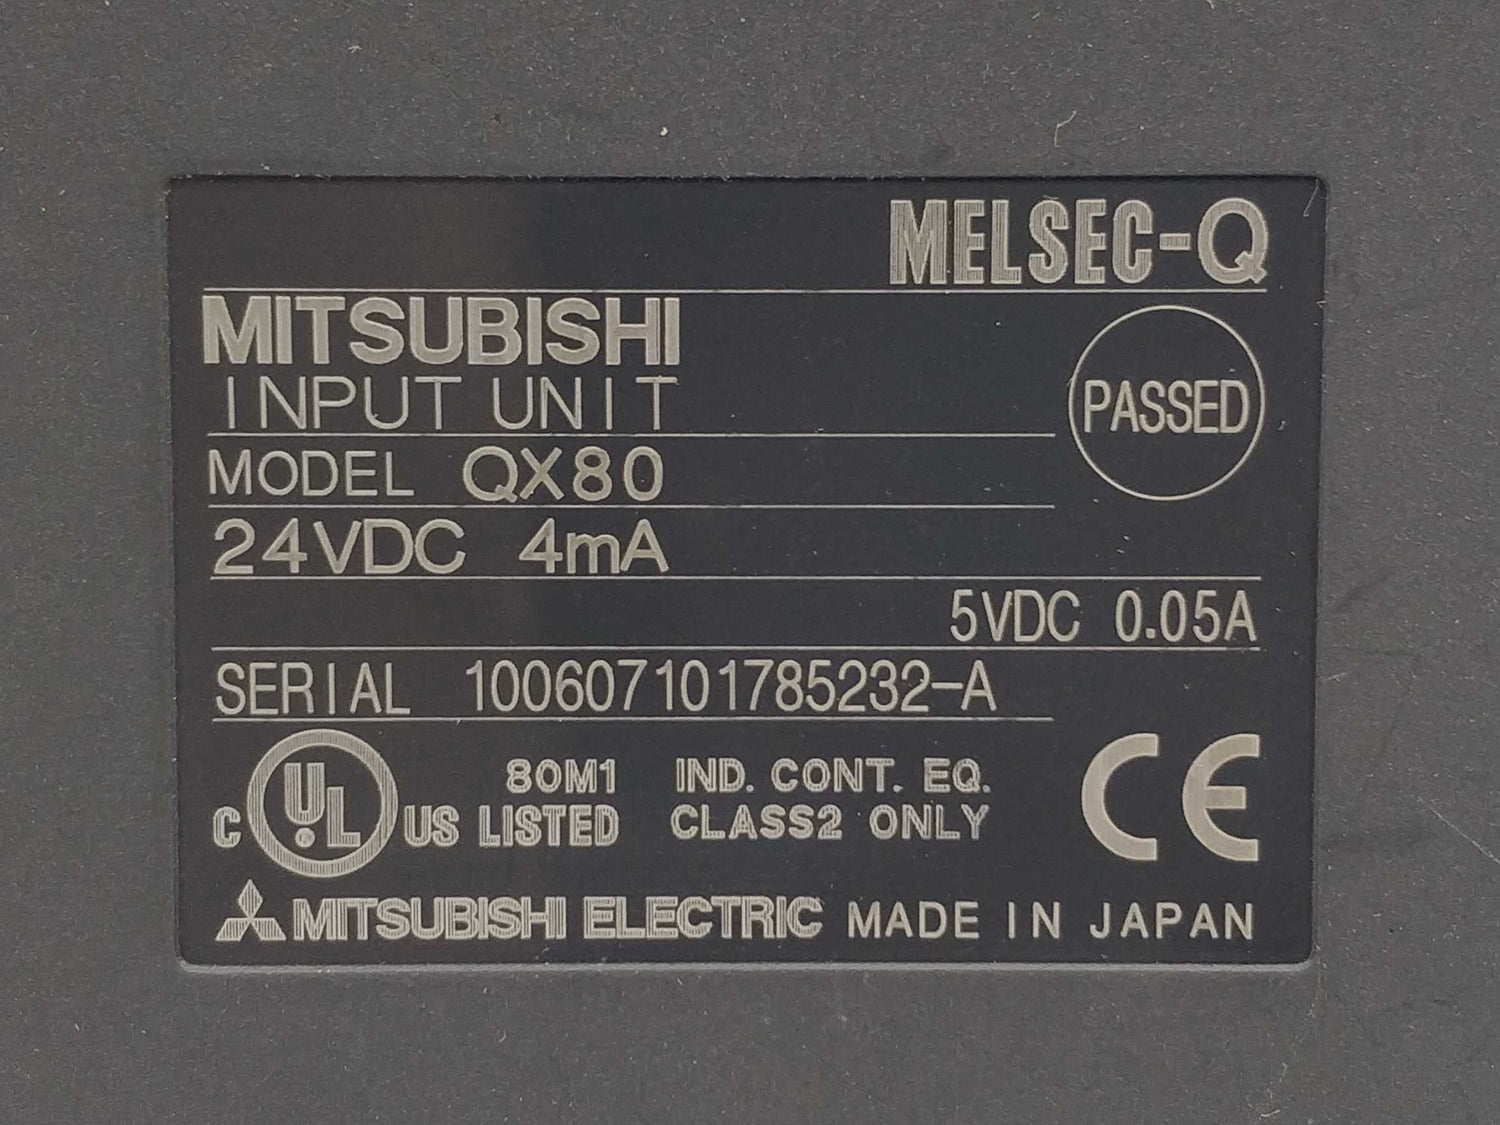 MELSEC-Q
MITSUBISHI
INPUT UNIT
PASSED
MODEL QX80
24VDC 4mA
5VDC 0.05A
SERIAL 100607101785232-A
C UL US LISTED
80M1 IND. CONT. EQ.
CLASS2 ONLY
CE
MITSUBISHI ELECTRIC MADE IN JAPAN